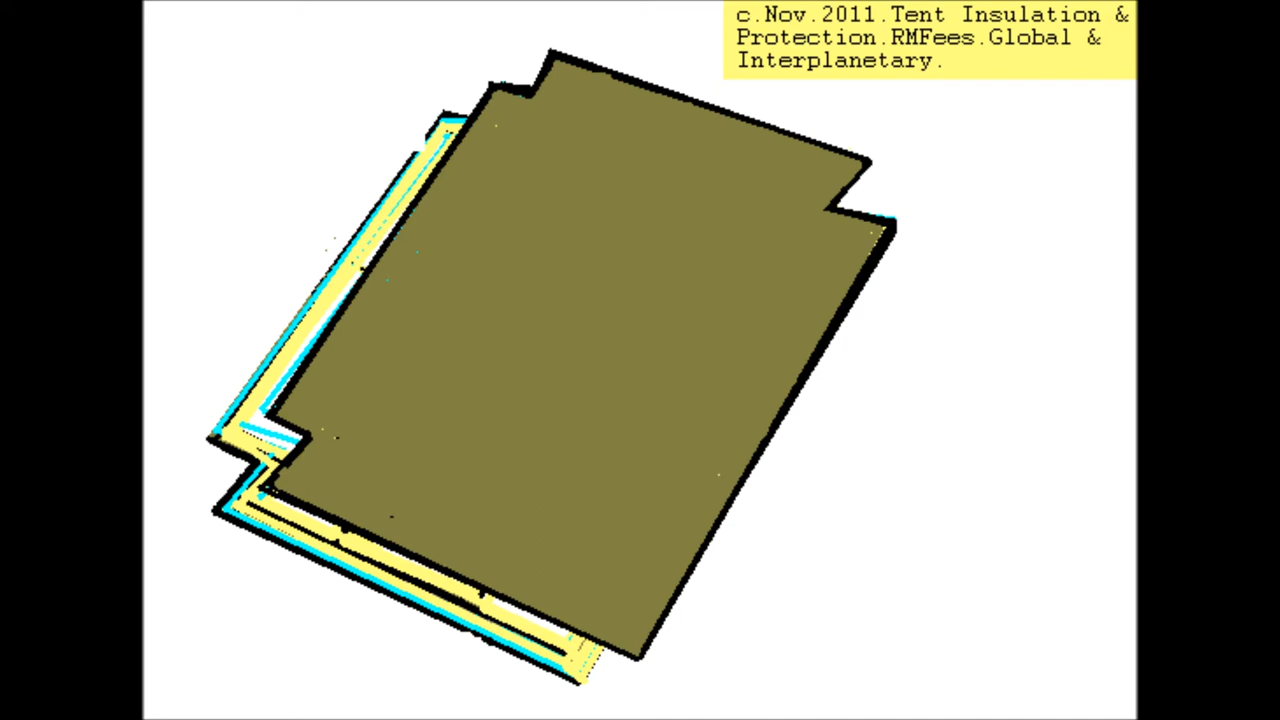 c.Nov.2011.Tent Insulation &
Protection.RMFees.Global &
Interplanetary.